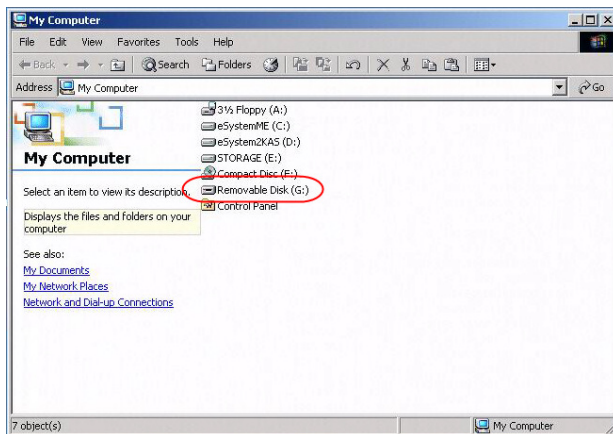 My Computer
File Edit View Favorites Tools Help
Back Search Folders
Address My Computer Go
3½ Floppy (A:)
eSystemME (C:)
eSystem2KAS (D:)
STORAGE (E:)
Compact Disc (F:)
Removable Disk (G:)
Control Panel
My Computer
Select an item to view its description.
Displays the files and folders on your
computer
See also:
My Documents
My Network Places
Network and Dial-up Connections
7 object(s) My Computer